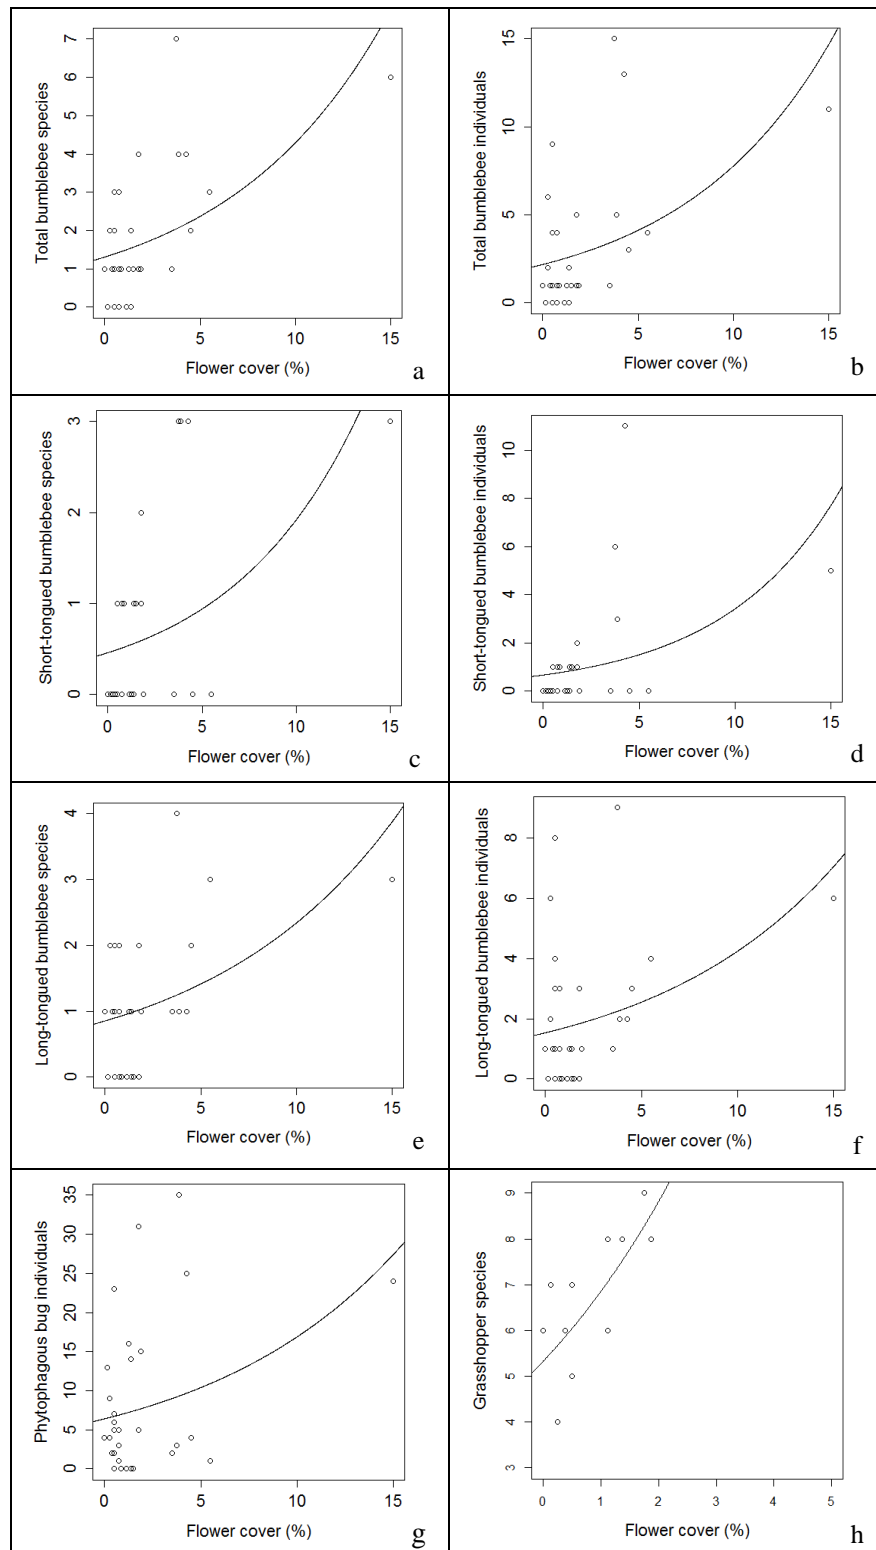 Total bumblebee species
7
6
5
4
3
2
1
0
0 5 10 15
Flower cover (%)
a
Total bumblebee individuals
15
10
5
0
0 5 10 15
Flower cover (%)
b
Short-tongued bumblebee species
3
2
1
0
0 5 10 15
Flower cover (%)
c
Short-tongued bumblebee individuals
10
8
6
4
2
0
0 5 10 15
Flower cover (%)
d
Long-tongued bumblebee species
4
3
2
1
0
0 5 10 15
Flower cover (%)
e
Long-tongued bumblebee individuals
8
6
4
2
0
0 5 10 15
Flower cover (%)
f
Phytophagous bug individuals
35
30
25
20
15
10
5
0
0 5 10 15
Flower cover (%)
g
Grasshopper species
9
8
7
6
5
4
3
0 1 2 3 4 5
Flower cover (%)
h